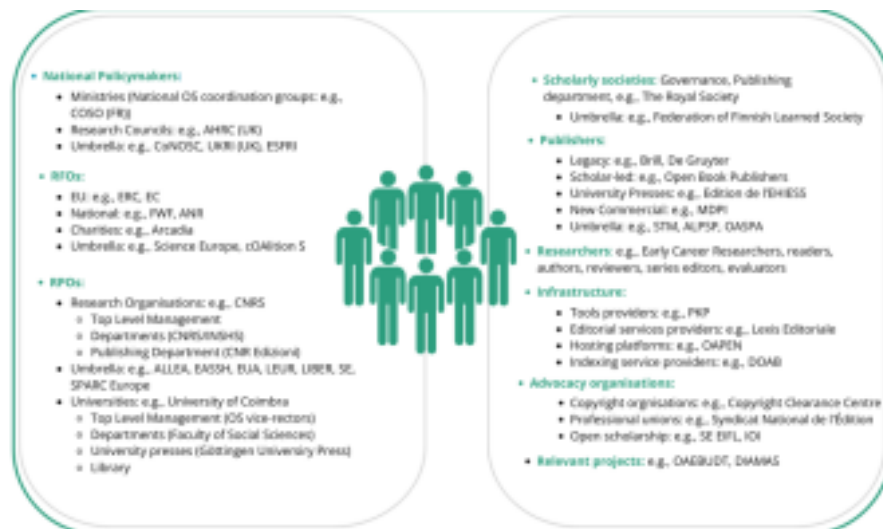 National Policymakers:
Ministries (National OS coordination groups: e.g.,
COSO (FR))
Research Councils: e.g., AHRC (UK)
Umbrella: e.g., CoNOSC, UKRI (UK), ESPRI
RFOs:
EU: e.g., ERC, EC
National: e.g., FWF, ANR
Charities: e.g., Arcadia
Umbrella: e.g., Science Europe, cOAlition S
RPOs:
Research Organisations: e.g., CNRS
Top Level Management
Departments (CNRS/INSHS)
Publishing Department (CNR Edizioni)
Umbrella: e.g., ALLEA, EASSH, EUA, LEUR, LIBER, SE,
SPARC Europe
Universities: e.g., University of Coimbra
Top Level Management (OS vice-rectors)
Departments (Faculty of Social Sciences)
University presses (Göttingen University Press)
Library
Scholarly societies: Governance, Publishing
department, e.g., The Royal Society
Umbrella: e.g., Federation of Finnish Learned Society
Publishers:
Legacy: e.g., Brill, De Gruyter
Scholar-led: e.g., Open Book Publishers
University Presses: e.g., Edition de l'EHESS
New Commercial: e.g., MDPI
Umbrella: e.g., STM, ALPSP, OASPA
Researchers: e.g., Early Career Researchers, readers,
authors, reviewers, series editors, evaluators
Infrastructure:
Tools providers: e.g., PKP
Editorial services providers: e.g., Lexis Editoriale
Hosting platforms: e.g., OAPEN
Indexing service providers: e.g., DOAB
Advocacy organisations:
Copyright orgnisations: e.g., Copyright Clearance Centre
Professional unions: e.g., Syndicat National de l'Édition
Open scholarship: e.g., SE EIFL, IOI
Relevant projects: e.g., OAEBUDT, DIAMAS